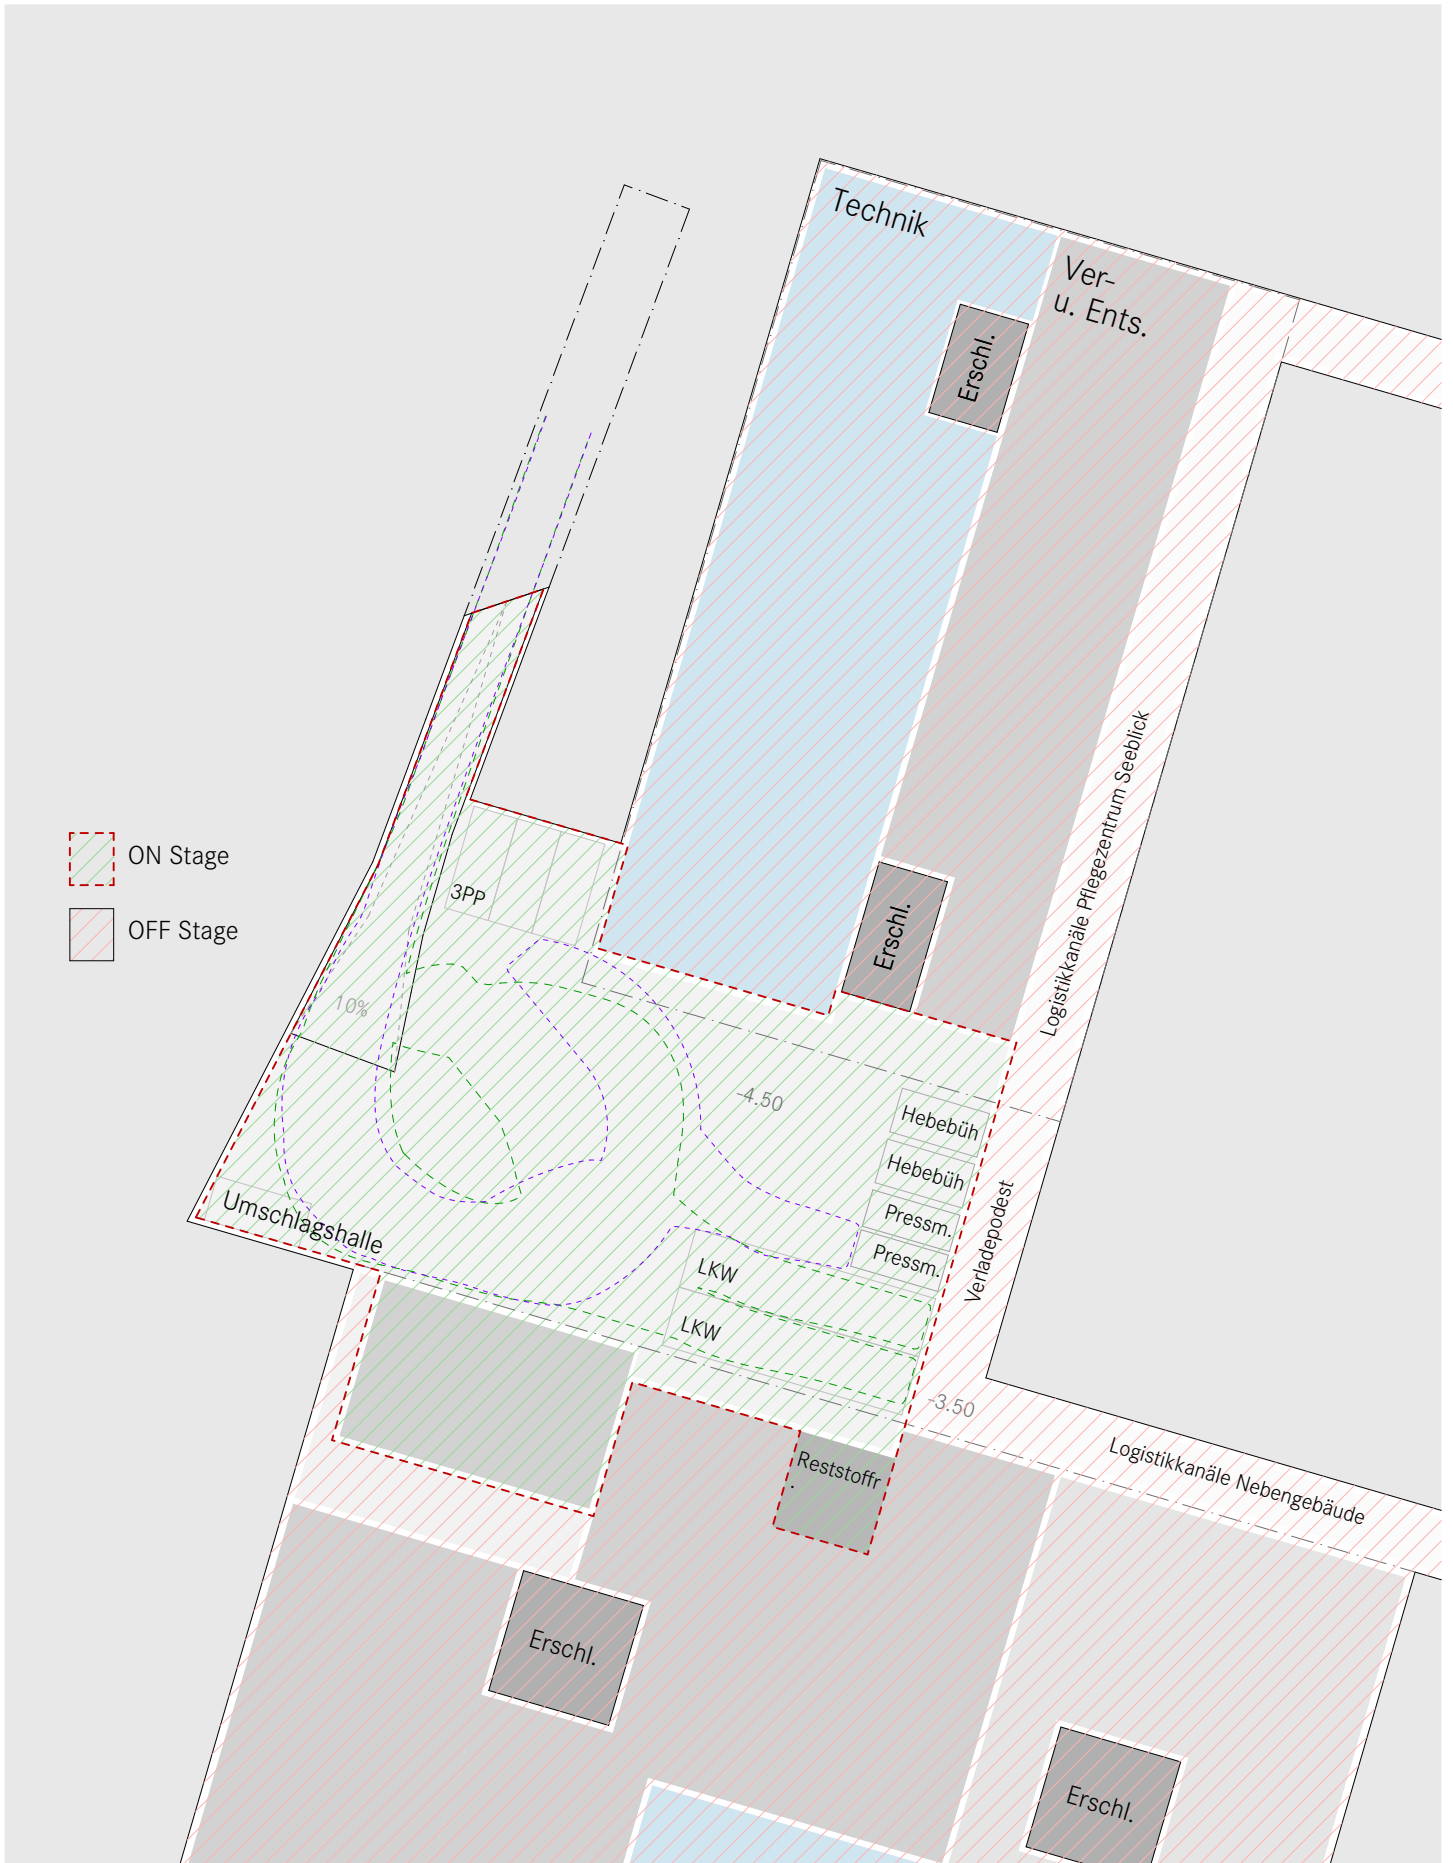 Technik
Ver-
u. Ents.
Erschl.
Logistikkanäle Pflegezentrum Seeblick
ON Stage
OFF Stage
3PP
Erschl.
10%
-4.50
Hebebüh
Hebebüh
Pressm.
Pressm.
Umschlagshalle
LKW
LKW
Verladepodest
-3.50
Logistikkanäle Nebengebäude
Reststoffr
.
Erschl.
Erschl.